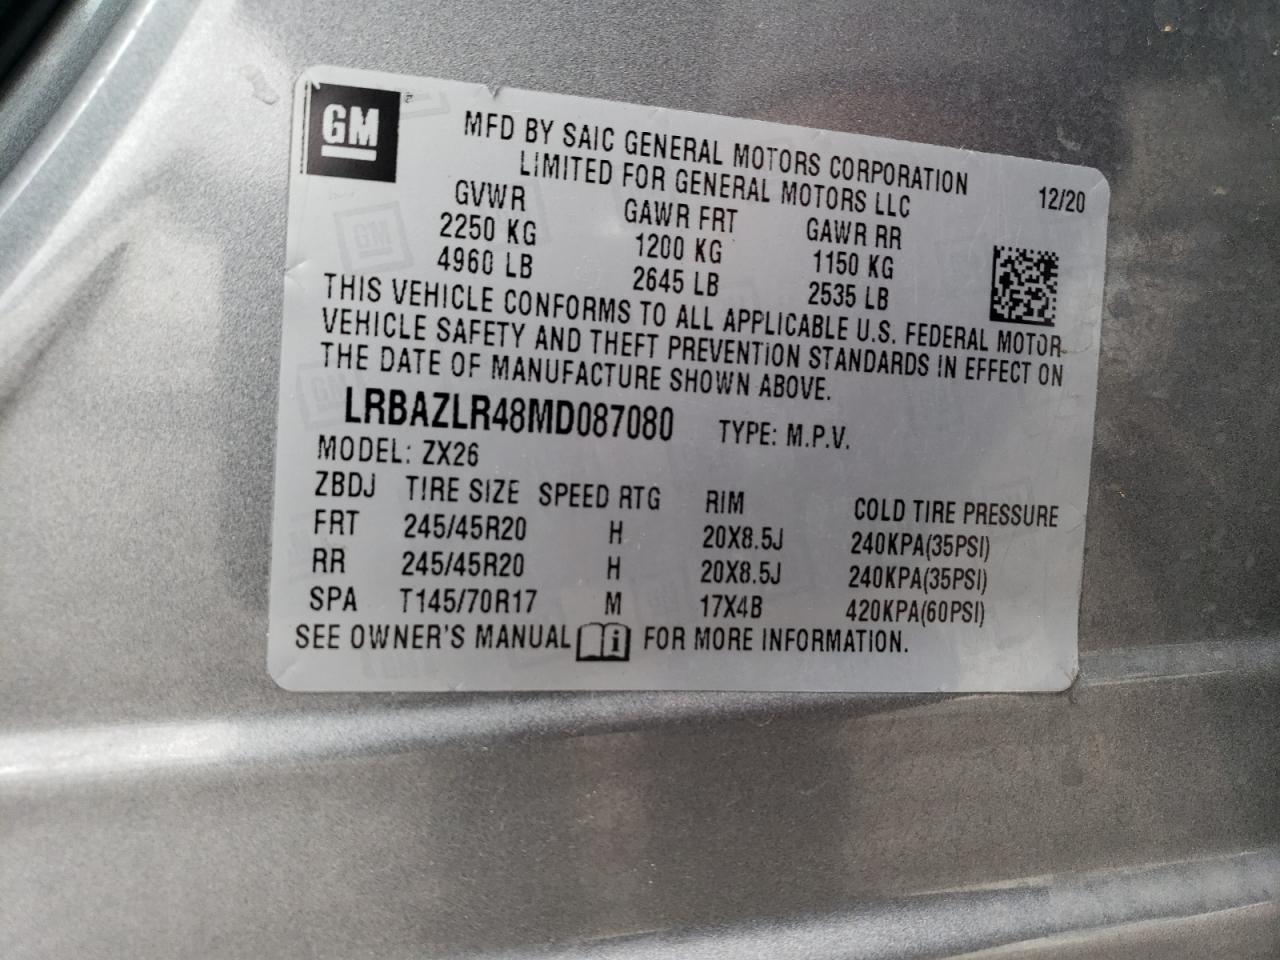 GM
MFD BY SAIC GENERAL MOTORS CORPORATION
LIMITED FOR GENERAL MOTORS LLC
12/20
GVWR GAWR FRT GAWR RR
2250 KG 1200 KG 1150 KG
4960 LB 2645 LB 2535 LB
THIS VEHICLE CONFORMS TO ALL APPLICABLE U.S. FEDERAL MOTOR
VEHICLE SAFETY AND THEFT PREVENTION STANDARDS IN EFFECT ON
THE DATE OF MANUFACTURE SHOWN ABOVE.
LRBAZLR48MD087080 TYPE: M.P.V.
MODEL: ZX26
ZBDJ TIRE SIZE SPEED RTG RIM COLD TIRE PRESSURE
FRT 245/45R20 H 20X8.5J 240KPA(35PSI)
RR 245/45R20 H 20X8.5J 240KPA(35PSI)
SPA T145/70R17 M 17X4B 420KPA(60PSI)
SEE OWNER'S MANUAL i FOR MORE INFORMATION.